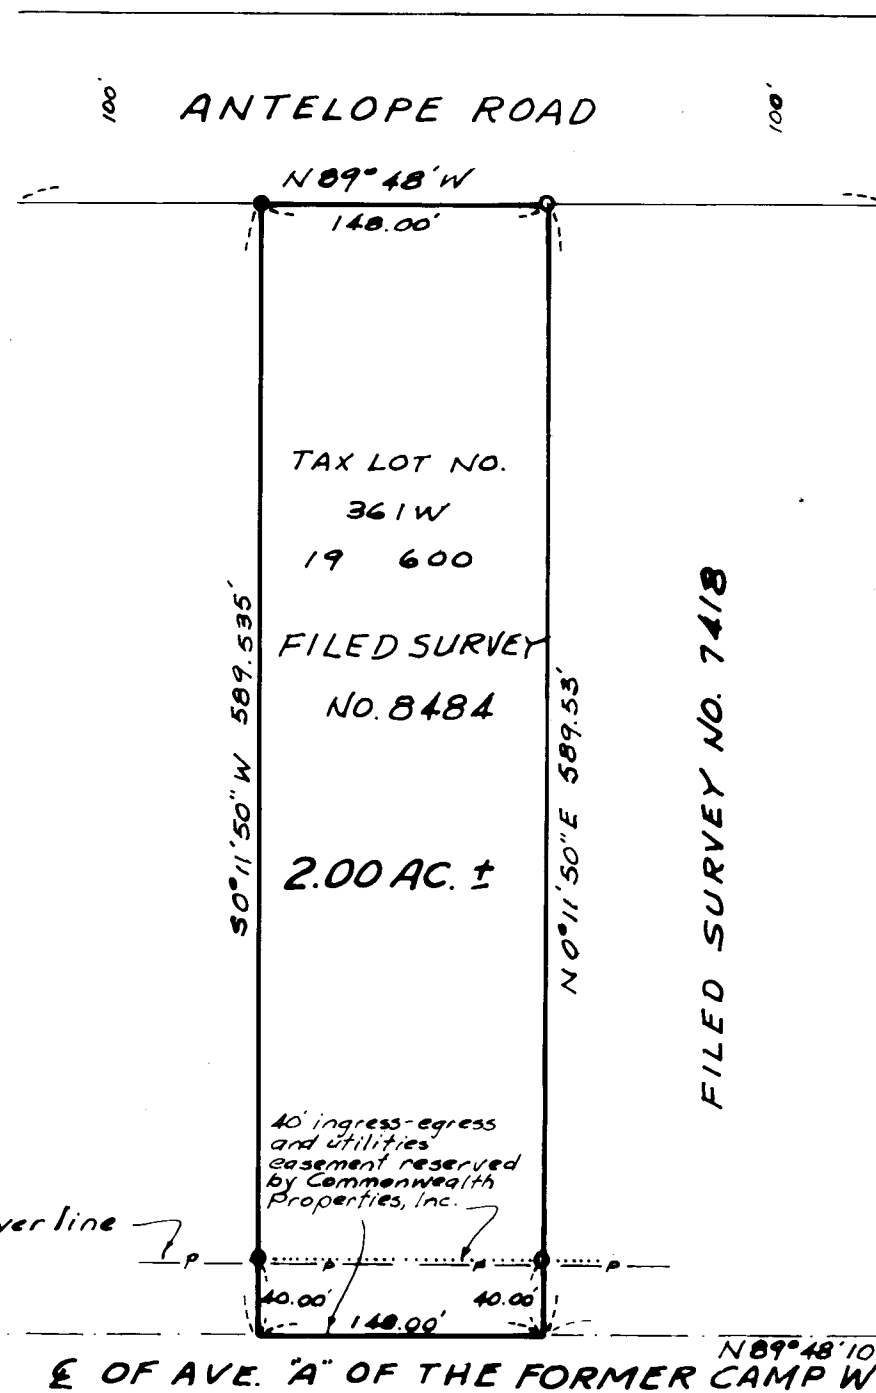 100'
ANTELOPE ROAD
100'
N89°48'W
148.00'
TAX LOT NO.
361W
19 600
FILED SURVEY
NO. 8484
S0°11'50"W 589.535'
N0°11'50"E 589.53'
FILED SURVEY NO. 7418
2.00 AC. ±
40' ingress-egress
and utilities
easement reserved
by Commonwealth
Properties, Inc.
ver line
P P P P
40.00' 40.00'
148.00'
N89°48'10
℄ OF AVE. "A" OF THE FORMER CAMP W